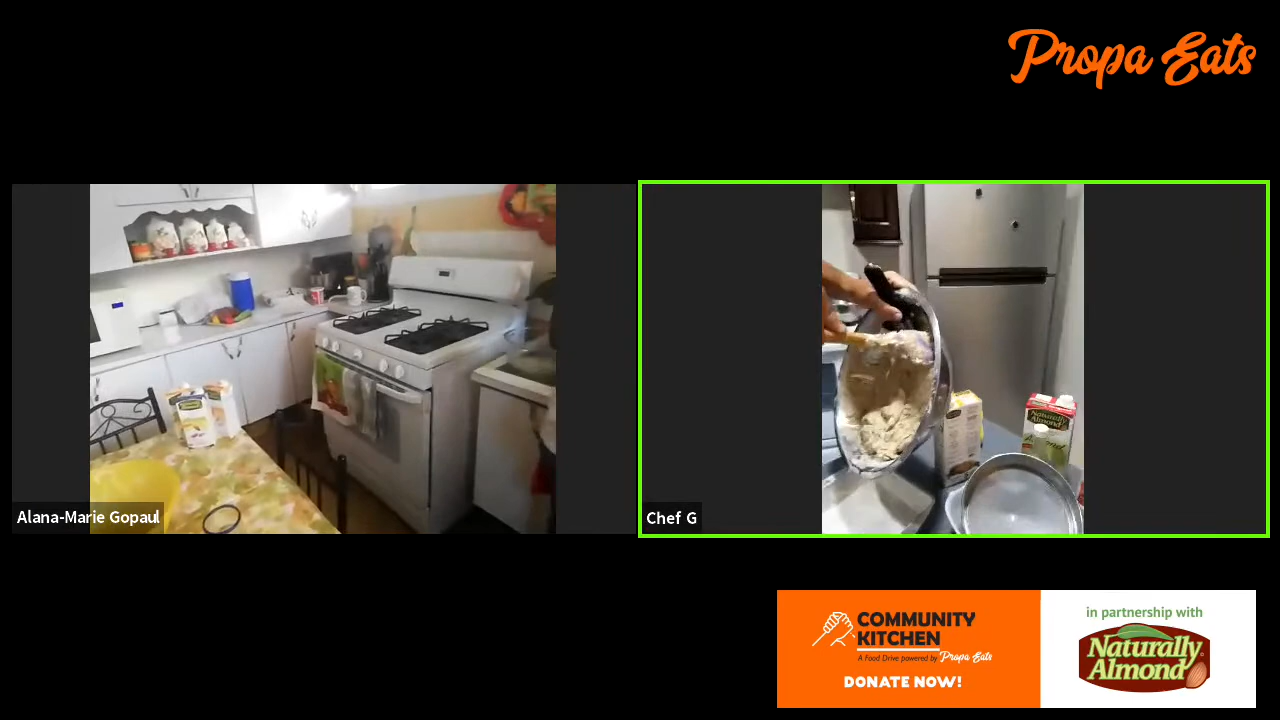 Propa Eats
Naturally
Almond
Alana-Marie Gopaul
Chef G
COMMUNITY
KITCHEN
A Food Drive powered by Propa Eats
DONATE NOW!
in partnership with
Naturally
Almond